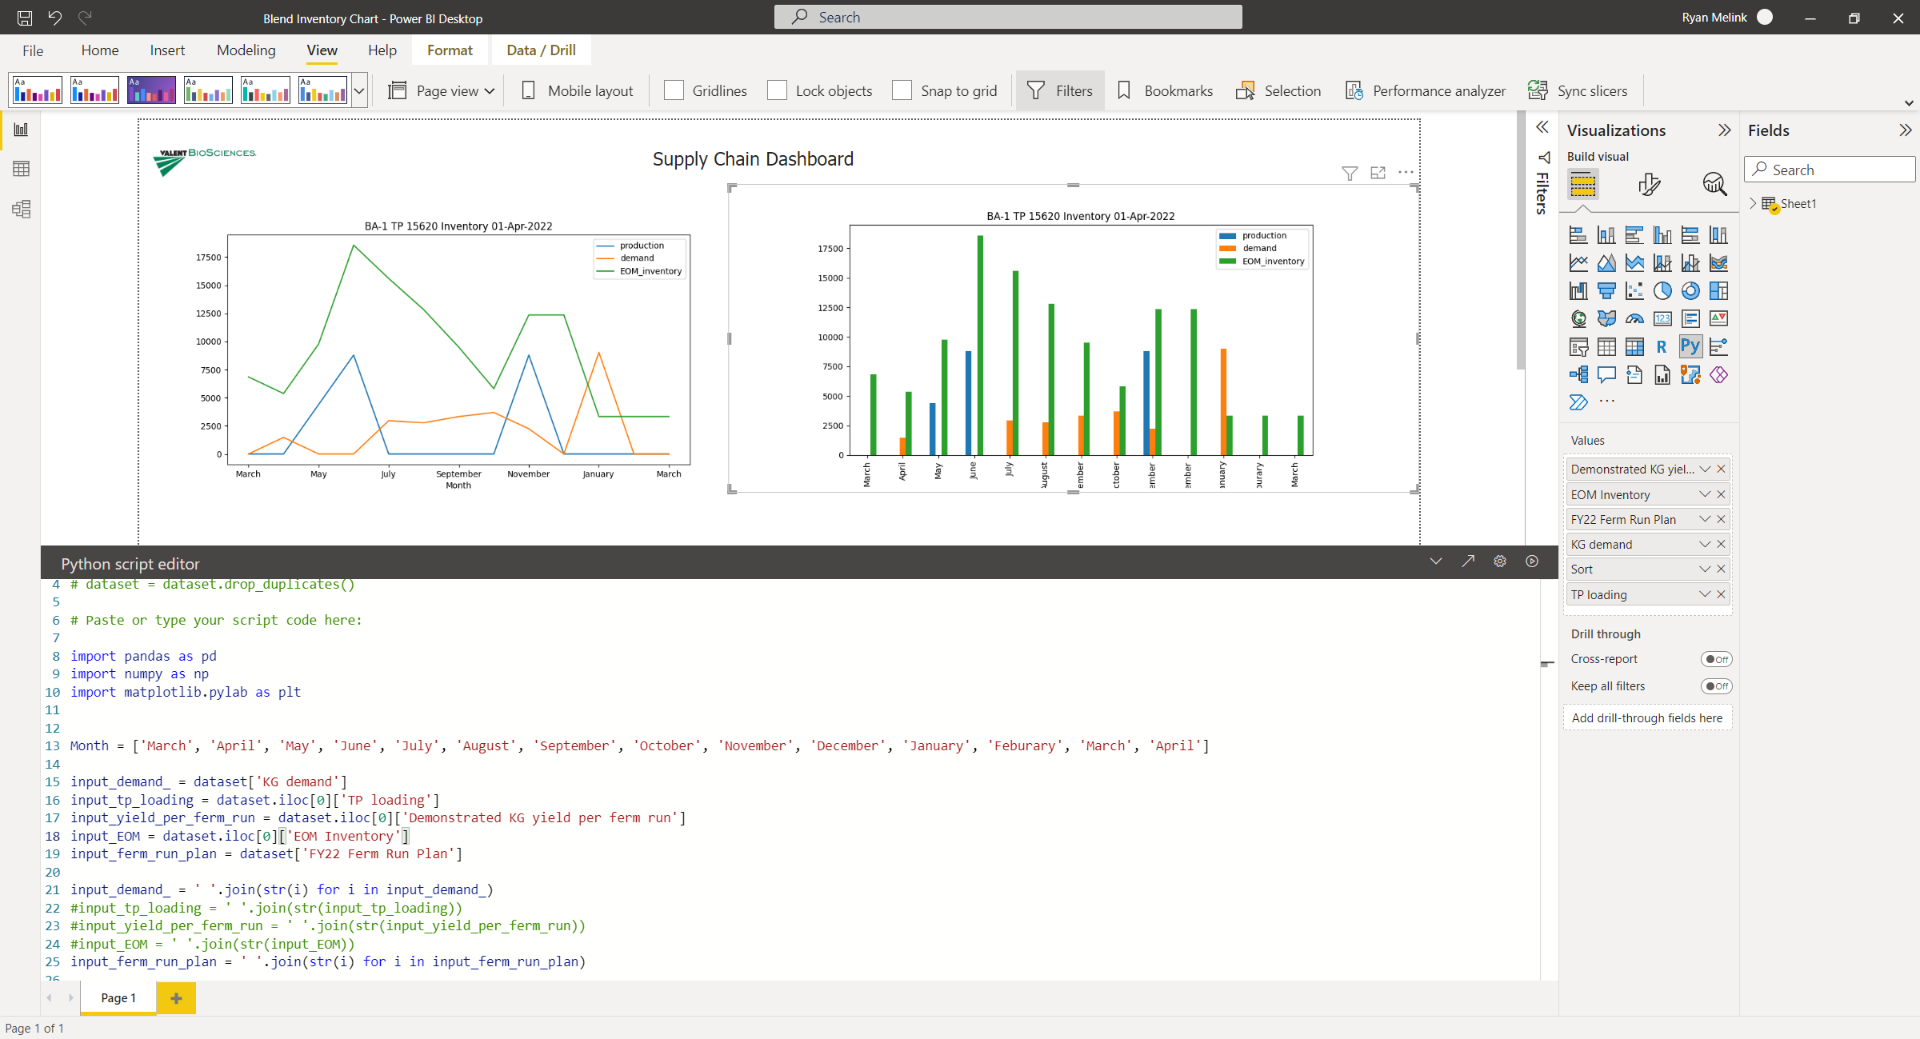 Blend Inventory Chart - Power BI Desktop
Search
Ryan Melink
File Home Insert Modeling View Help Format Data / Drill
Aa Aa Aa Aa Aa Aa
Page view Mobile layout Gridlines Lock objects Snap to grid Filters Bookmarks Selection Performance analyzer Sync slicers
VALENT BIOSCIENCES
Supply Chain Dashboard
BA-1 TP 15620 Inventory 01-Apr-2022
production
demand
EOM_inventory
17500
15000
12500
10000
7500
5000
2500
0
March May July September November January March
Month
BA-1 TP 15620 Inventory 01-Apr-2022
production
demand
EOM_inventory
17500
15000
12500
10000
7500
5000
2500
0
March April May June July august ember ctober ember ember nuary uary March
Filters
Visualizations
Build visual
123
R
Py
Values
Demonstrated KG yiel...
EOM Inventory
FY22 Ferm Run Plan
KG demand
Sort
TP loading
Drill through
Cross-report Off
Keep all filters Off
Add drill-through fields here
Fields
Search
Sheet1
Python script editor
4 # dataset = dataset.drop_duplicates()
5
6 # Paste or type your script code here:
7
8 import pandas as pd
9 import numpy as np
10 import matplotlib.pylab as plt
11
12
13 Month = ['March', 'April', 'May', 'June', 'July', 'August', 'September', 'October', 'November', 'December', 'January', 'Feburary', 'March', 'April']
14
15 input_demand_ = dataset['KG demand']
16 input_tp_loading = dataset.iloc[0]['TP loading']
17 input_yield_per_ferm_run = dataset.iloc[0]['Demonstrated KG yield per ferm run']
18 input_EOM = dataset.iloc[0]['EOM Inventory']
19 input_ferm_run_plan = dataset['FY22 Ferm Run Plan']
20
21 input_demand_ = ' '.join(str(i) for i in input_demand_)
22 #input_tp_loading = ' '.join(str(input_tp_loading))
23 #input_yield_per_ferm_run = ' '.join(str(input_yield_per_ferm_run))
24 #input_EOM = ' '.join(str(input_EOM))
25 input_ferm_run_plan = ' '.join(str(i) for i in input_ferm_run_plan)
26
Page 1
Page 1 of 1